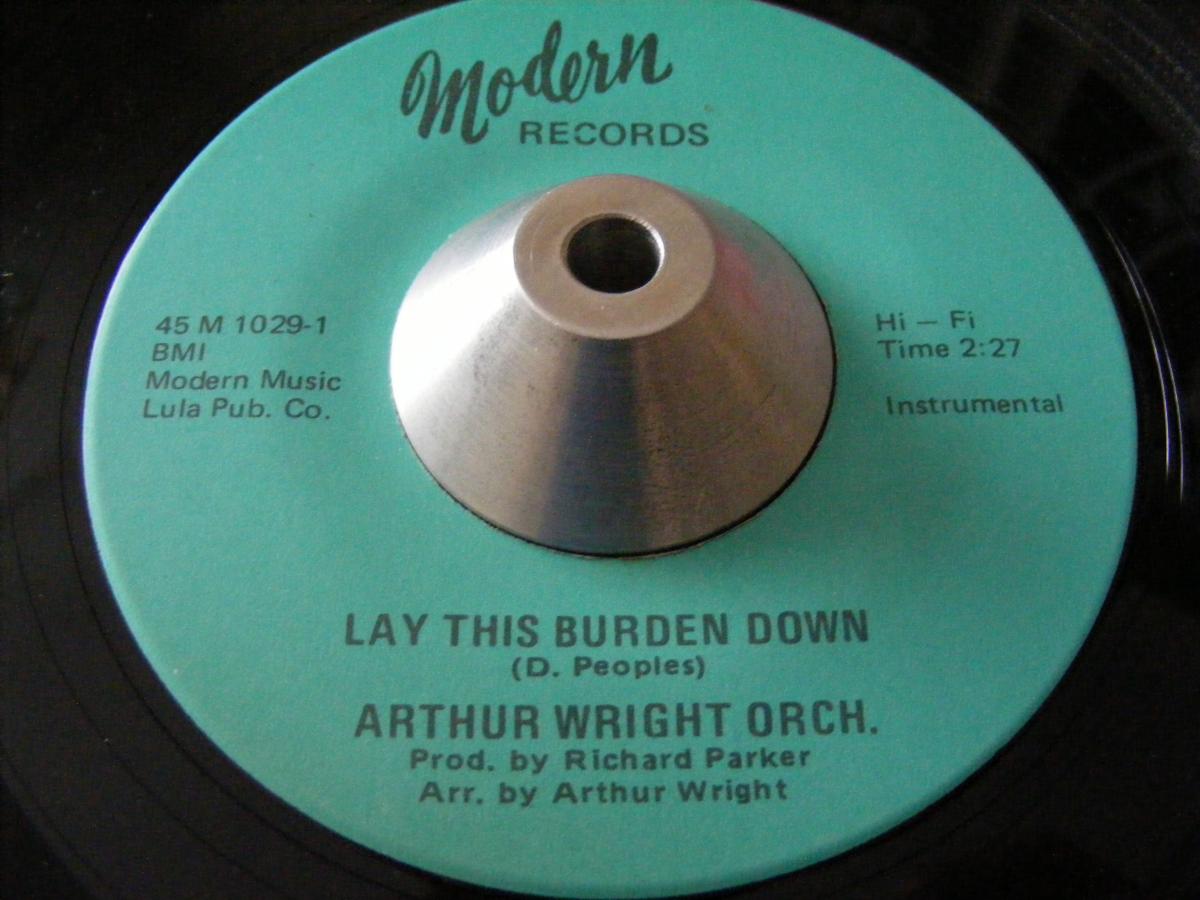 Modern
RECORDS
45 M 1029-1
BMI
Modern Music
Lula Pub. Co.
Hi – Fi
Time 2:27
Instrumental
LAY THIS BURDEN DOWN
(D. Peoples)
ARTHUR WRIGHT ORCH.
Prod. by Richard Parker
Arr. by Arthur Wright